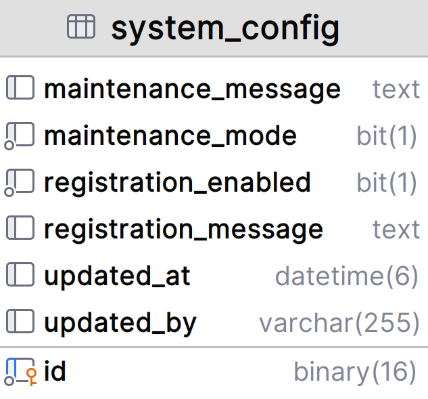 system_config
maintenance_message text
maintenance_mode bit(1)
registration_enabled bit(1)
registration_message text
updated_at datetime(6)
updated_by varchar(255)
id binary(16)